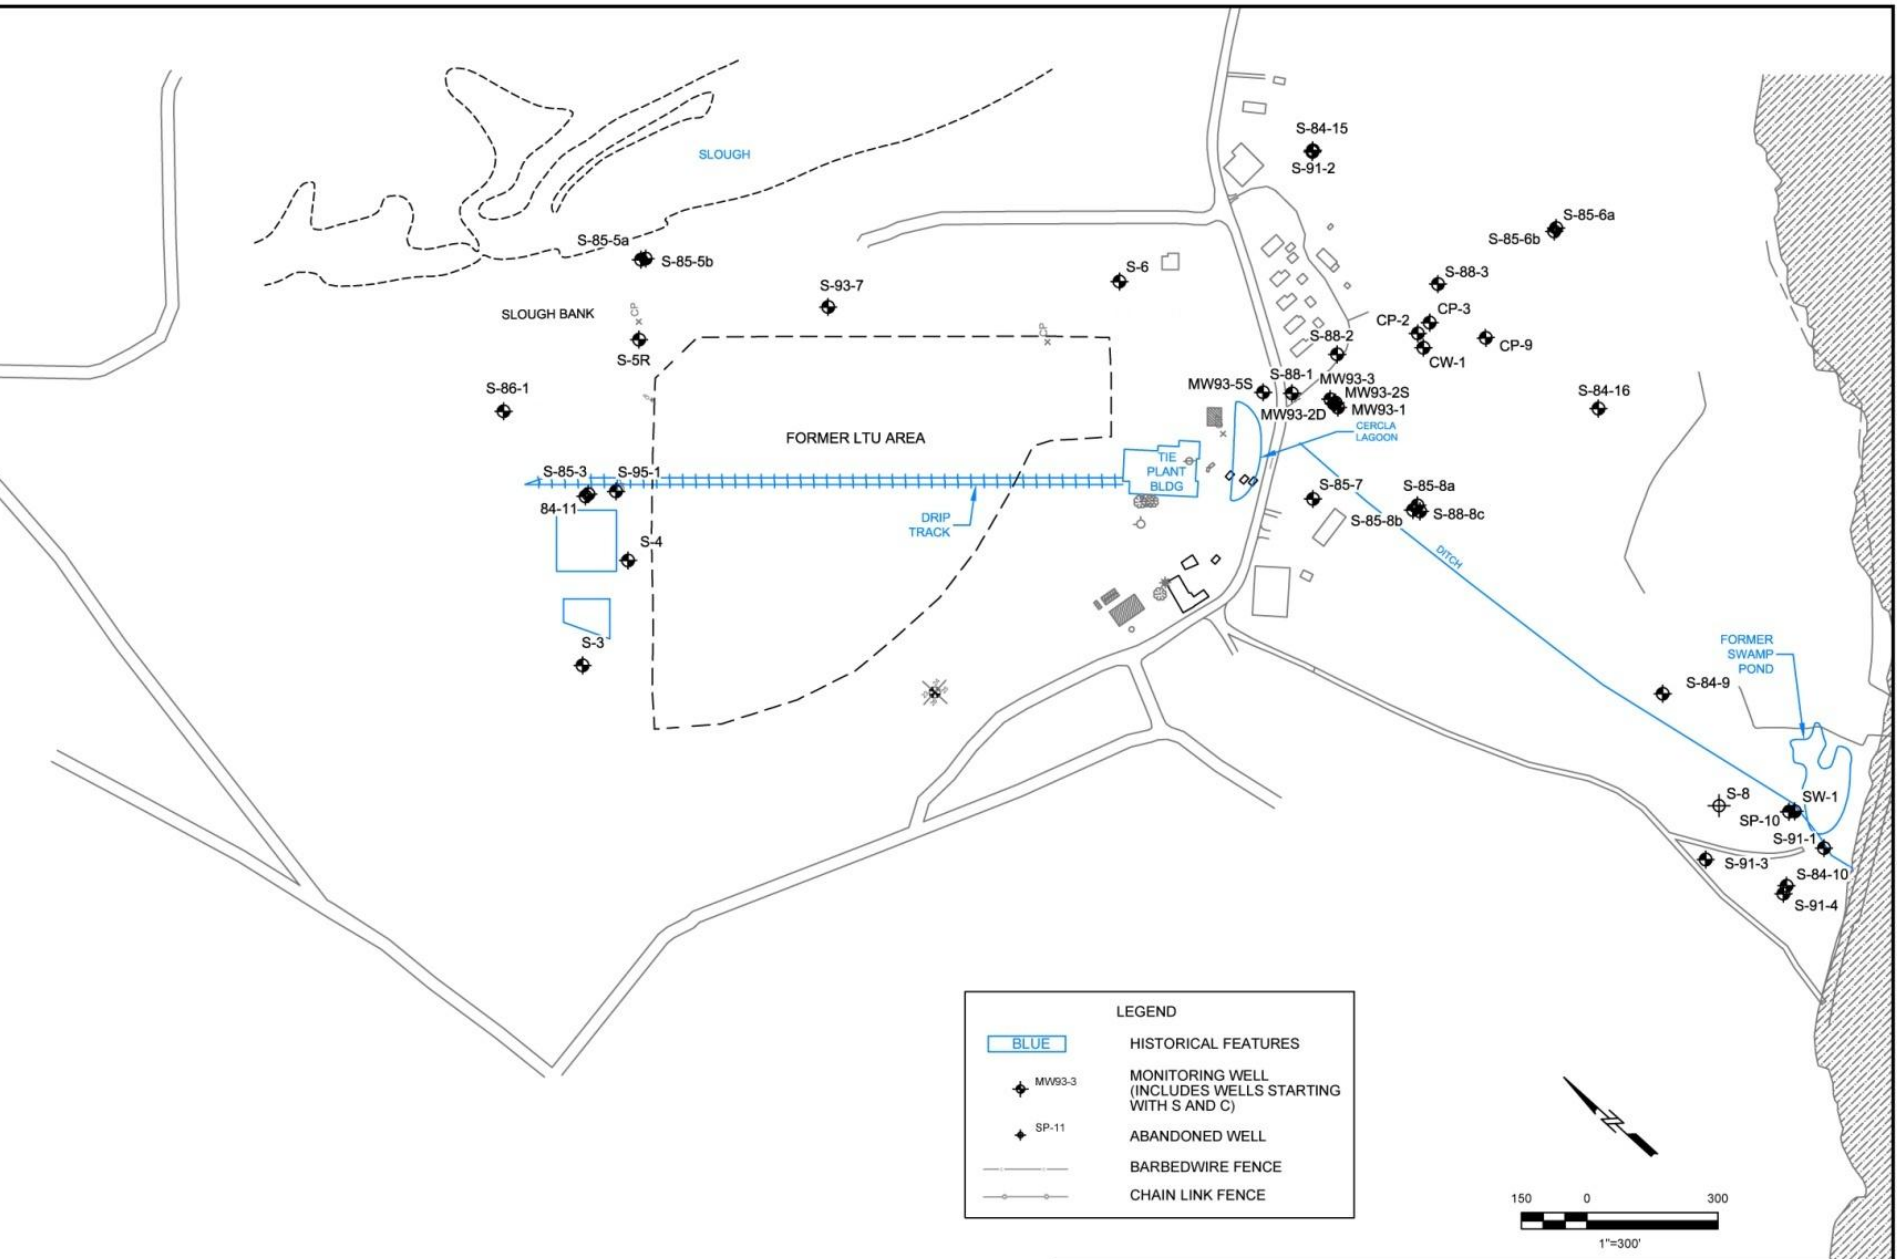 S-84-15
SLOUGH
S-91-2
S-85-6a
S-85-5a
S-85-6b
S-85-5b
S-6
S-88-3
S-93-7
CP
SLOUGH BANK
CP-3
CP-2
CP
S-88-2
CP-9
S-5R
CW-1
S-88-1
MW93-3
MW93-5S
S-86-1
MW93-2S
S-84-16
MW93-2D
MW93-1
CERCLA
LAGOON
FORMER LTU AREA
TIE
PLANT
BLDG
S-85-3
S-95-1
S-85-7
S-85-8a
84-11
DRIP
TRACK
S-85-8b
S-88-8c
S-4
DITCH
S-3
FORMER
SWAMP
POND
S-84-9
S-8
SW-1
SP-10
S-91-1
S-91-3
S-84-10
S-91-4
LEGEND
BLUE
HISTORICAL FEATURES
MW93-3
MONITORING WELL
(INCLUDES WELLS STARTING
WITH S AND C)
SP-11
ABANDONED WELL
BARBEDWIRE FENCE
CHAIN LINK FENCE
N
150 0 300
1"=300'